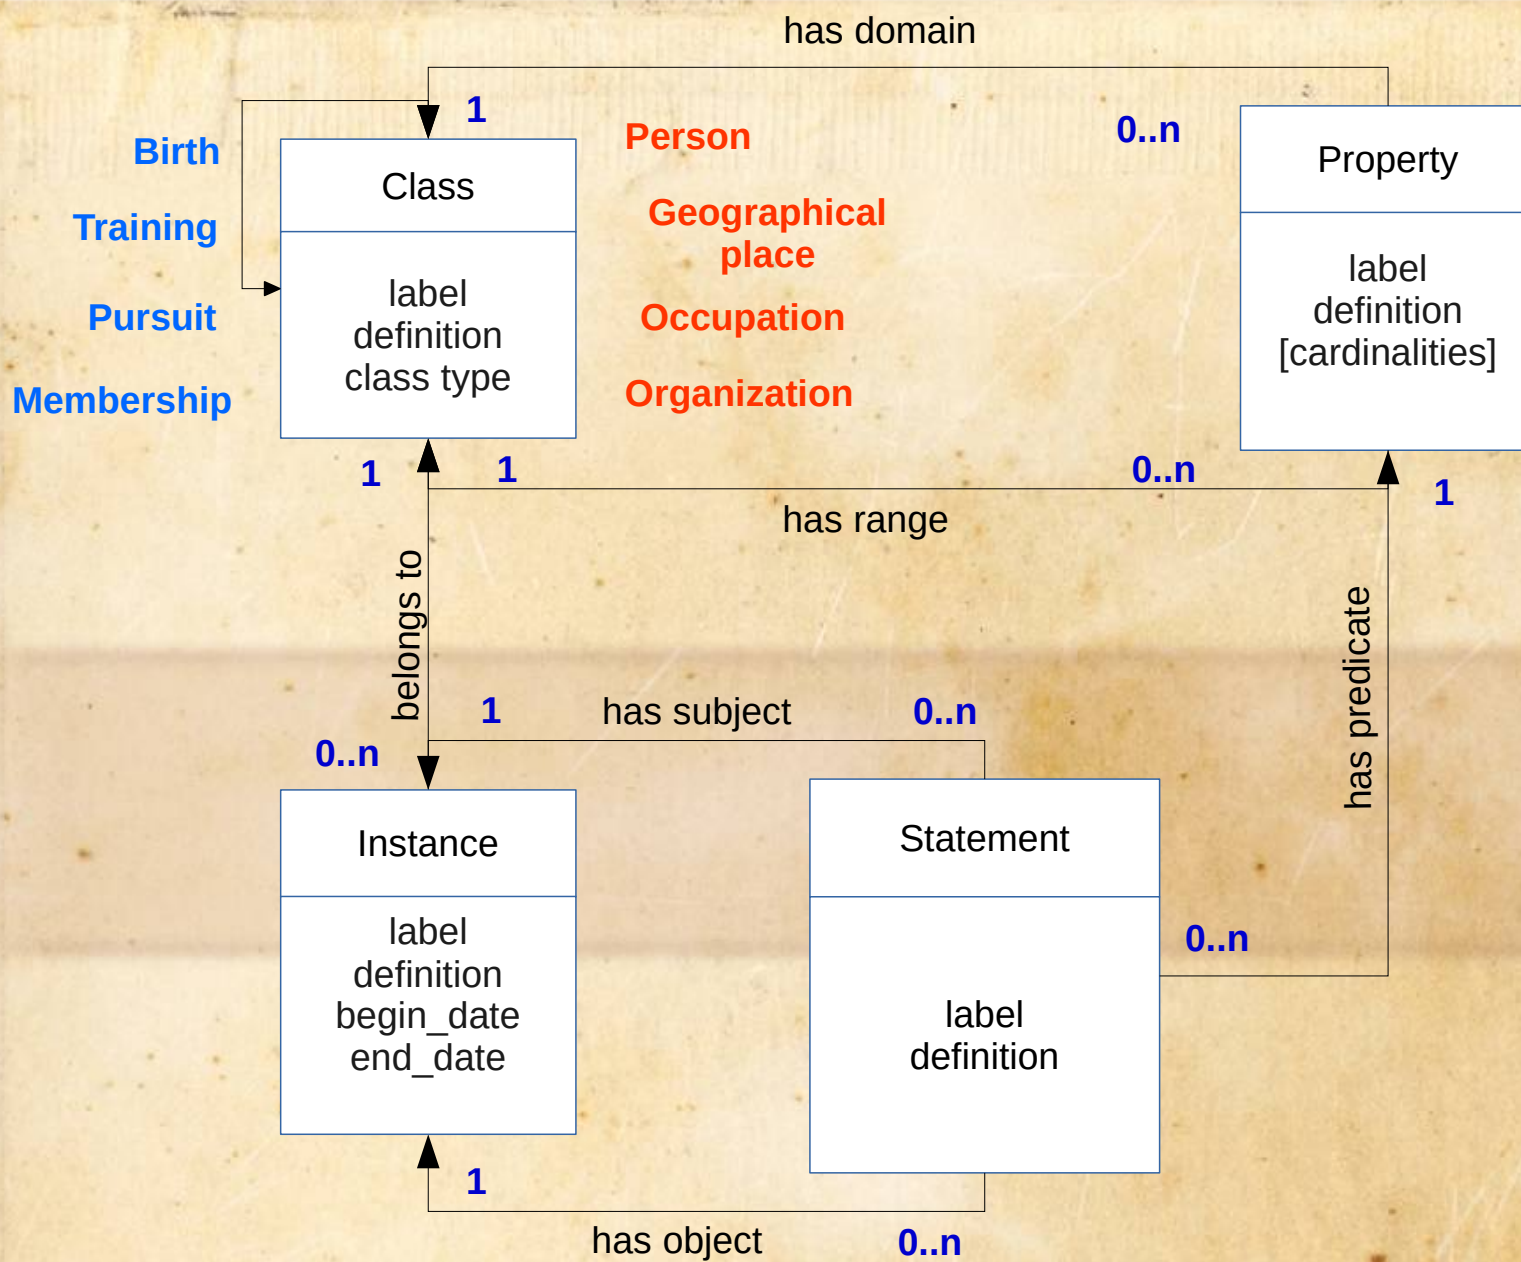 has domain
1
Birth
Person
0..n
Property
Class
Training
Geographical
place
label
definition
[cardinalities]
label
definition
class type
Pursuit
Occupation
Membership
Organization
1
1
0..n
1
has range
belongs to
has predicate
1
has subject
0..n
0..n
Instance
Statement
label
definition
begin_date
end_date
0..n
label
definition
1
has object
0..n